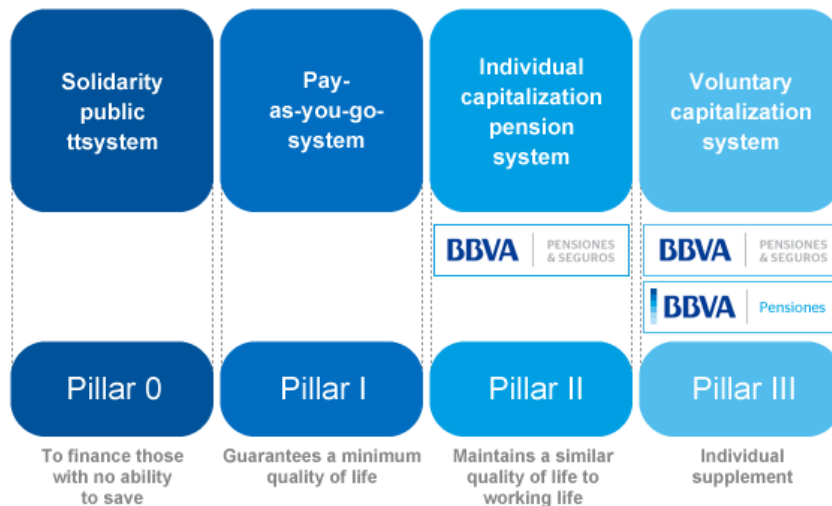 Solidarity
public
ttsystem
Pay-
as-you-go-
system
Individual
capitalization
pension
system
Voluntary
capitalization
system
BBVA
PENSIONES
& SEGUROS
BBVA
PENSIONES
& SEGUROS
BBVA
Pensiones
Pillar 0
Pillar I
Pillar II
Pillar III
To finance those
with no ability
to save
Guarantees a minimum
quality of life
Maintains a similar
quality of life to
working life
Individual
supplement